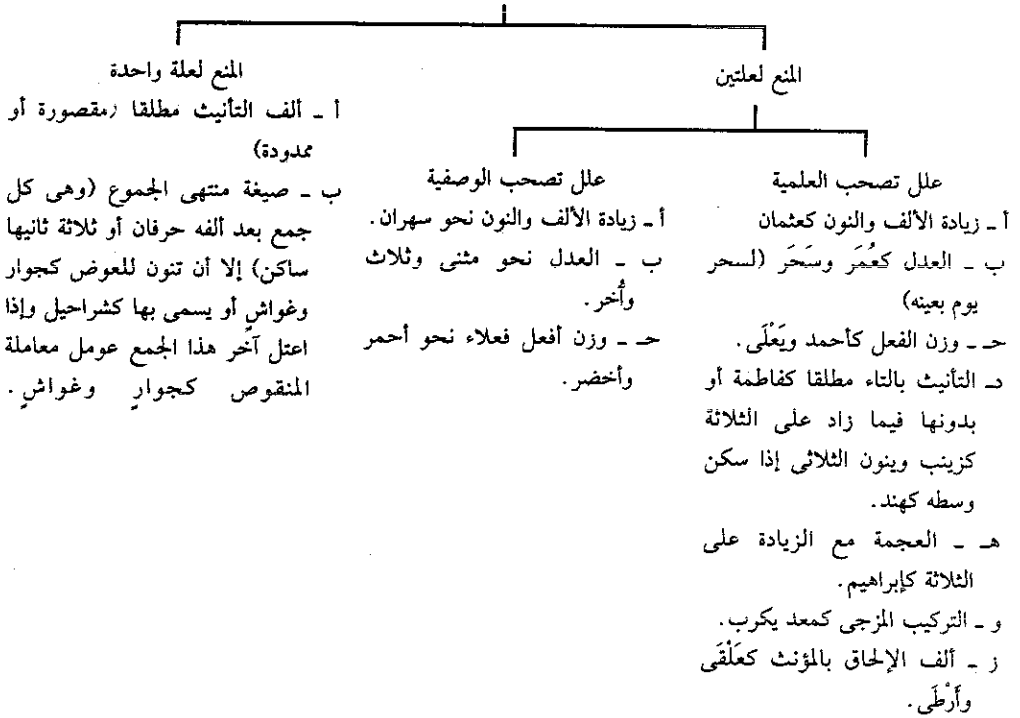 المنع لعلتين
علل تصحب العلمية
أ ـ زيادة الألف والنون كعثمان
ب ـ العدل كعُمَرَ وسَحَرَ (لسحر
يوم بعينه)
حـ ـ وزن الفعل كأحمد ويَعْلَى.
دـ التأنيث بالتاء مطلقا كفاطمة أو
بدونها فيما زاد على الثلاثة
كزينب وينون الثلاثى إذا سكن
وسطه كهند.
هـ ـ العجمة مع الزيادة على
الثلاثة كإبراهيم.
و ـ التركيب المزجى كمعد يكرب.
ز ـ ألف الإلحاق بالمؤنث كعَلْقَى
وأَرْطَى.
علل تصحب الوصفية
أ ـ زيادة الألف والنون نحو سهران.
ب ـ العدل نحو مثنى وثلاث
وأُخر.
حـ ـ وزن أفعل فعلاء نحو أحمر
وأخضر.
المنع لعلة واحدة
أ ـ ألف التأنيث مطلقا (مقصورة أو
ممدودة)
ب ـ صيغة منتهى الجموع (وهى كل
جمع بعد ألفه حرفان أو ثلاثة ثانيها
ساكن) إلا أن تنون للعوض كجوار
وغواشٍ أو يسمى بها كشراحيل وإذا
اعتل آخر هذا الجمع عومل معاملة
المنقوص كجوارٍ وغواشٍ.